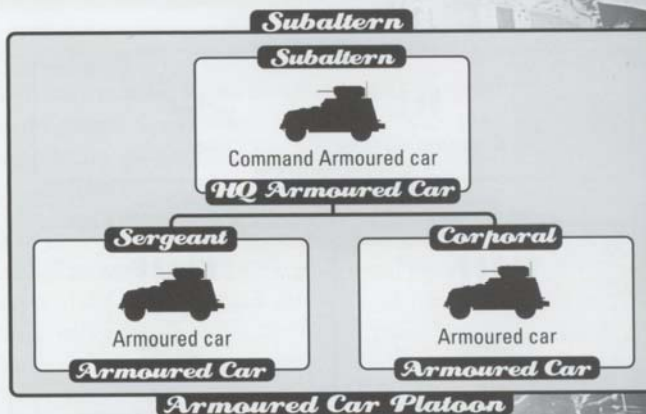 Subaltern
Subaltern
Command Armoured car
HQ Armoured Car
Sergeant
Corporal
Armoured car
Armoured car
Armoured Car
Armoured Car
Armoured Car Platoon